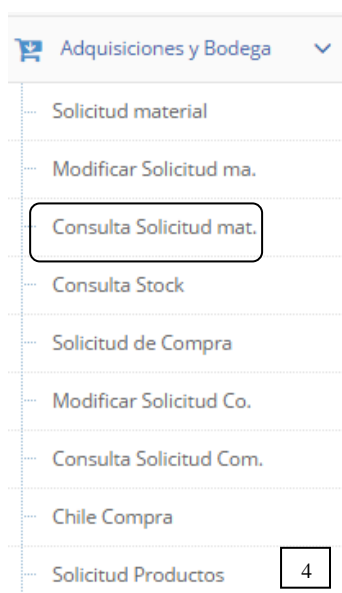 Adquisiciones y Bodega
Solicitud material
Modificar Solicitud ma.
Consulta Solicitud mat.
Consulta Stock
Solicitud de Compra
Modificar Solicitud Co.
Consulta Solicitud Com.
Chile Compra
Solicitud Productos
4